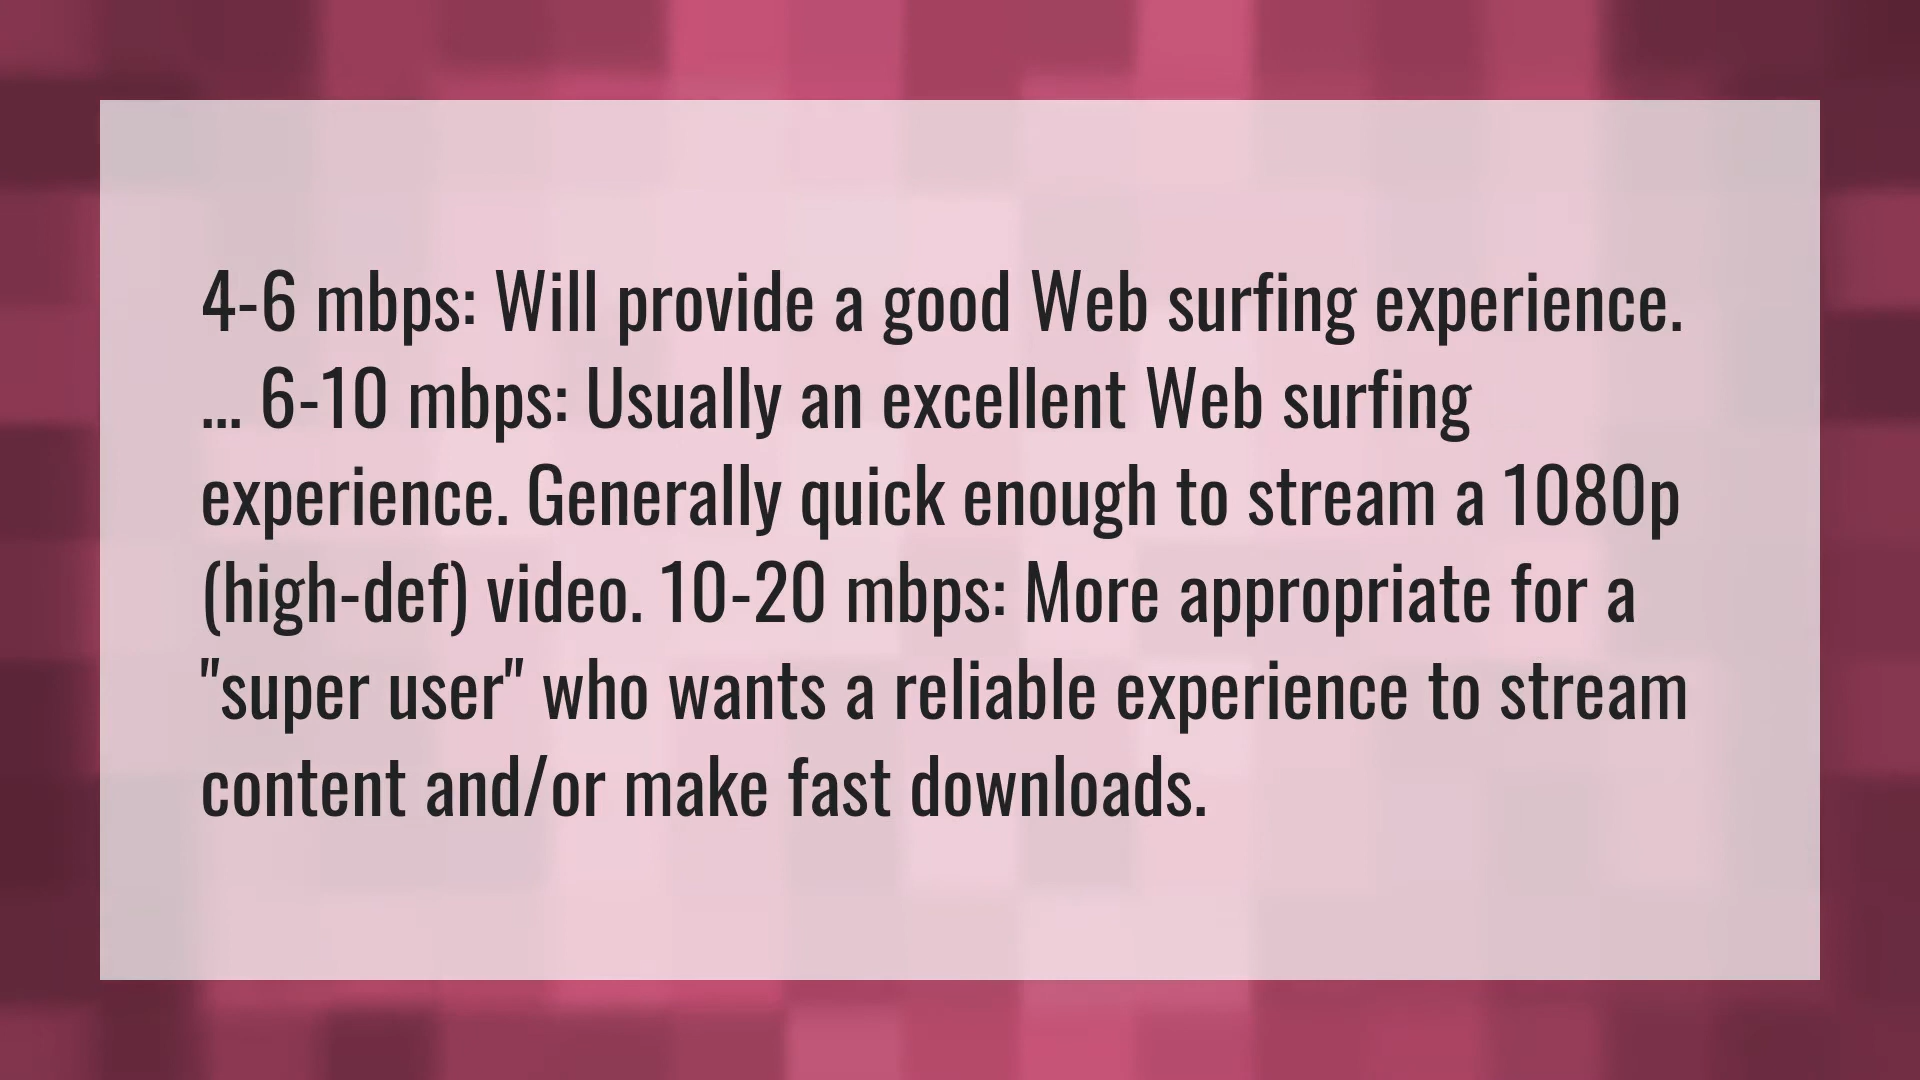 4-6 mbps: Will provide a good Web surfing experience.
... 6-10 mbps: Usually an excellent Web surfing
experience. Generally quick enough to stream a 1080p
(high-def) video. 10-20 mbps: More appropriate for a
"super user" who wants a reliable experience to stream
content and/or make fast downloads.